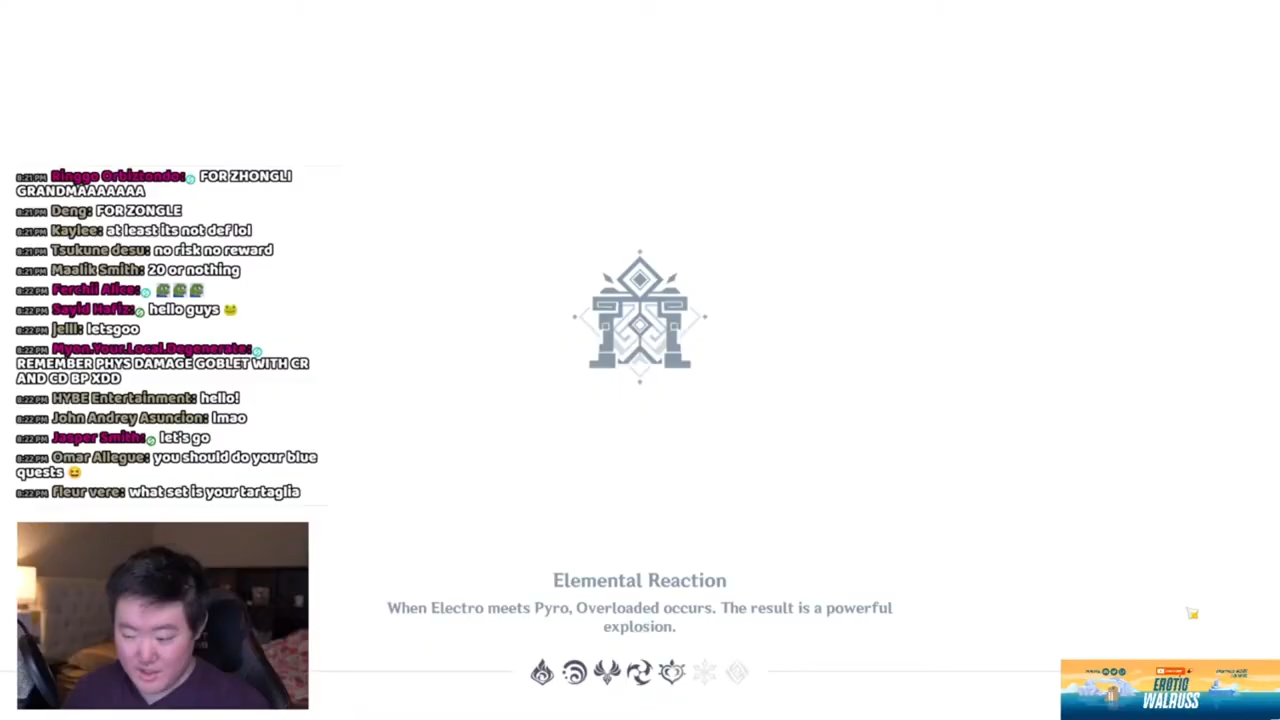 8:21 PM Ringgo Orbiztondo: FOR ZHONGLI
GRANDMAAAAAAA
8:21 PM Deng: FOR ZONGLE
8:21 PM Kaylee: at least its not def lol
8:21 PM Tsukune desu: no risk no reward
8:21 PM Maalik Smith: 20 or nothing
8:22 PM Ferchii Alice:
8:22 PM Sayid Hafiz: hello guys
8:22 PM jelli: letsgoo
8:22 PM Myon.Your.Local.Degenerate:
REMEMBER PHYS DAMAGE GOBLET WITH CR
AND CD BP XDD
8:22 PM HYBE Entertainment: hello!
8:22 PM John Andrey Asuncion: lmao
8:22 PM Jasper Smith: let's go
8:22 PM Omar Allegue: you should do your blue
quests
8:22 PM fleur vere: what set is your tartaglia
Elemental Reaction
When Electro meets Pyro, Overloaded occurs. The result is a powerful
explosion.
EROTIC
WALRUSS